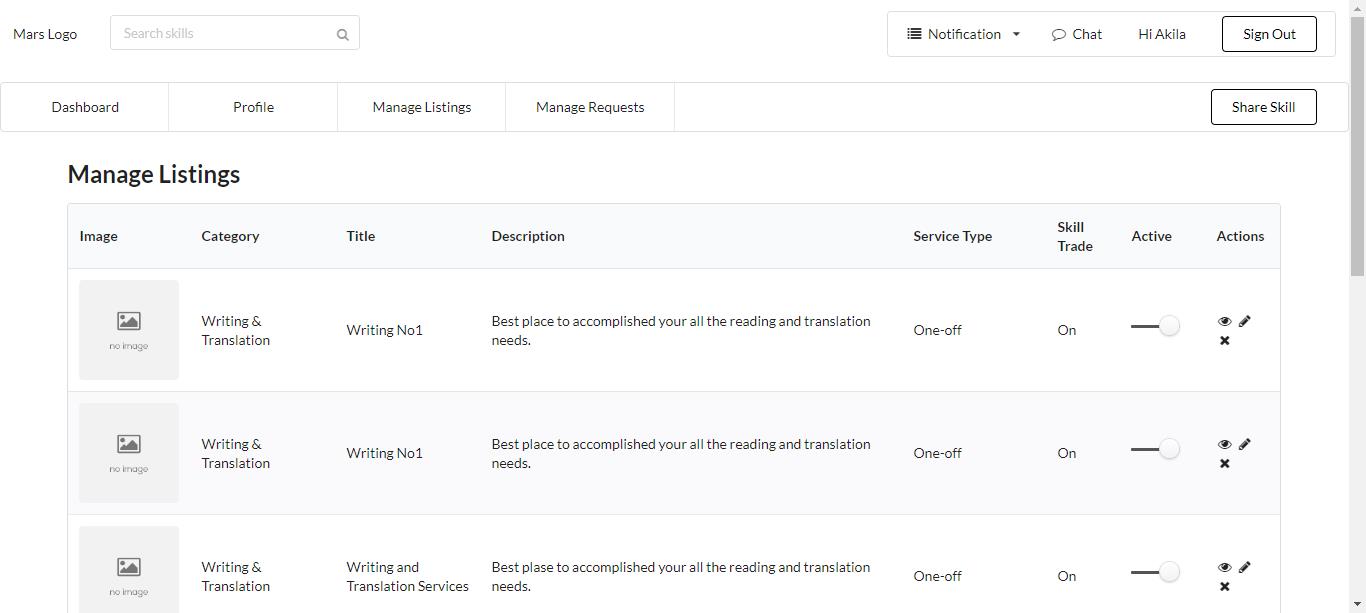 Mars Logo
Search skills
Notification
Chat
Hi Akila
Sign Out
Dashboard
Profile
Manage Listings
Manage Requests
Share Skill
Manage Listings
Image
Category
Title
Description
Service Type
Skill
Trade
Active
Actions
no image
Writing &
Translation
Writing No1
Best place to accomplished your all the reading and translation
needs.
One-off
On
no image
Writing &
Translation
Writing No1
Best place to accomplished your all the reading and translation
needs.
One-off
On
no image
Writing &
Translation
Writing and
Translation Services
Best plase to accomplished your all the reading and translation
needs.
One-off
On